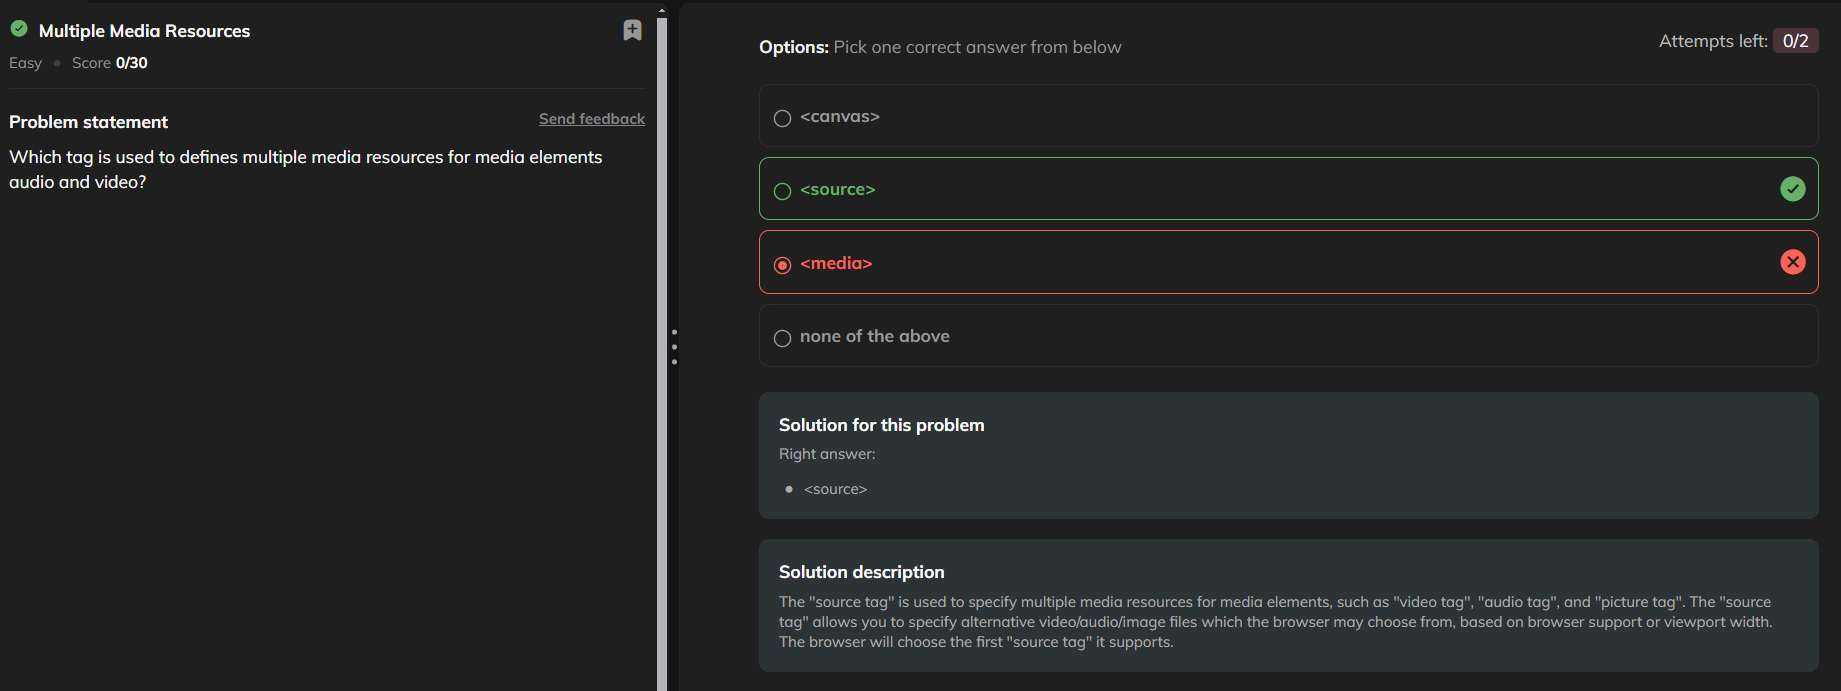 Multiple Media Resources
Easy • Score 0/30
Problem statement
Send feedback
Which tag is used to defines multiple media resources for media elements
audio and video?
Options: Pick one correct answer from below
Attempts left: 0/2
<canvas>
<source>
<media>
none of the above
Solution for this problem
Right answer:
• <source>
Solution description
The "source tag" is used to specify multiple media resources for media elements, such as "video tag", "audio tag", and "picture tag". The "source
tag" allows you to specify alternative video/audio/image files which the browser may choose from, based on browser support or viewport width.
The browser will choose the first "source tag" it supports.